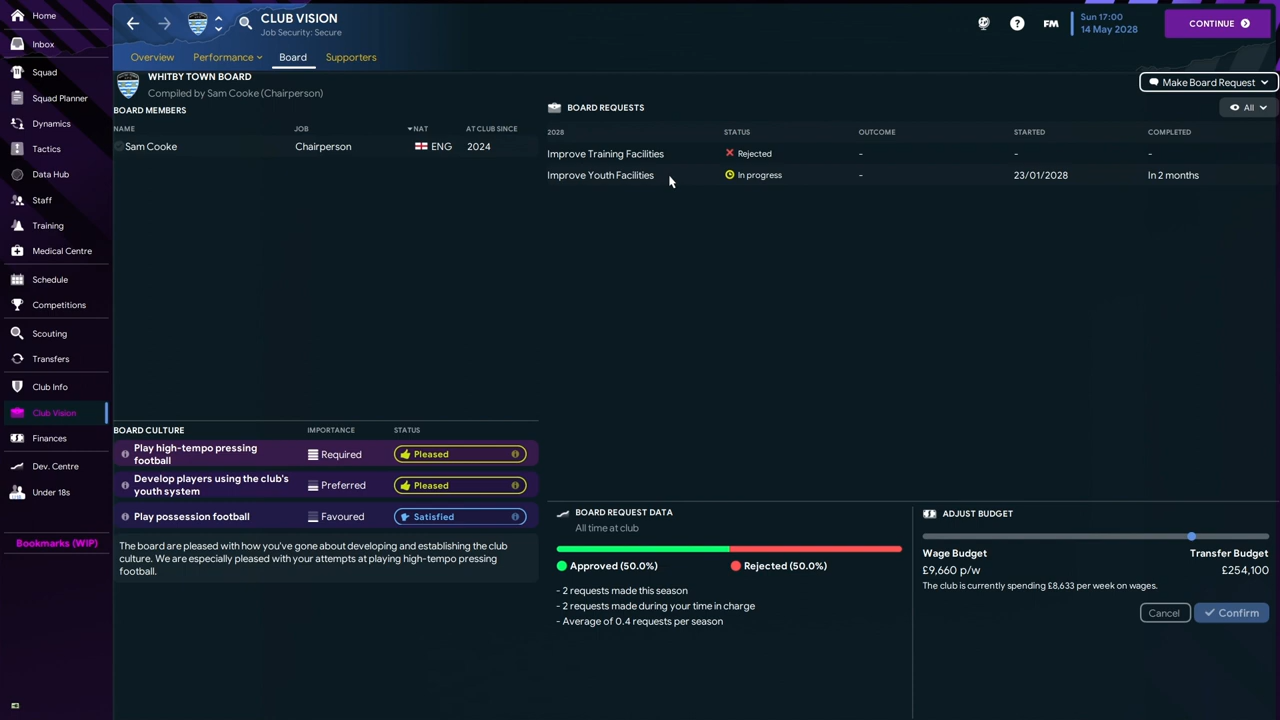 Home
Inbox
Squad
Squad Planner
Dynamics
Tactics
Data Hub
Staff
Training
Medical Centre
Schedule
Competitions
Scouting
Transfers
Club Info
Club Vision
Finances
Dev. Centre
Under 18s
Bookmarks (WIP)
CLUB VISION
Job Security: Secure
FM
Sun 17:00
14 May 2028
CONTINUE
Overview Performance Board Supporters
WHITBY TOWN BOARD
Compiled by Sam Cooke (Chairperson)
Make Board Request
BOARD MEMBERS
NAME JOB NAT AT CLUB SINCE
Sam Cooke Chairperson ENG 2024
BOARD REQUESTS
All
2028 STATUS OUTCOME STARTED COMPLETED
Improve Training Facilities Rejected - - -
Improve Youth Facilities In progress - 23/01/2028 In 2 months
BOARD CULTURE IMPORTANCE STATUS
Play high-tempo pressing
football
Required Pleased
Develop players using the club's
youth system
Preferred Pleased
Play possession football Favoured Satisfied
The board are pleased with how you've gone about developing and establishing the club
culture. We are especially pleased with your attempts at playing high-tempo pressing
football.
BOARD REQUEST DATA
All time at club
Approved (50.0%) Rejected (50.0%)
- 2 requests made this season
- 2 requests made during your time in charge
- Average of 0.4 requests per season
ADJUST BUDGET
Wage Budget Transfer Budget
£9,660 p/w £254,100
The club is currently spending £8,633 per week on wages.
Cancel Confirm